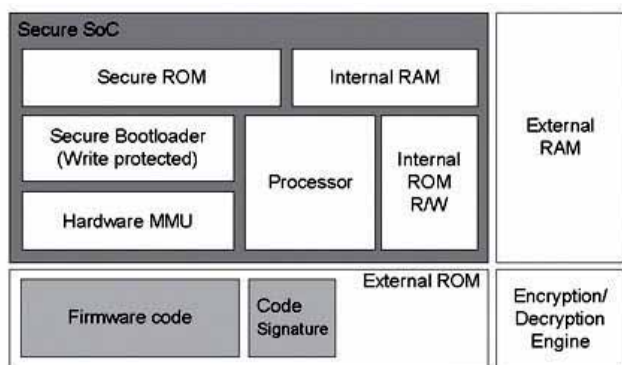 Secure SoC
Secure ROM
Internal RAM
Secure Bootloader
(Write protected)
Processor
Internal
ROM
R/W
Hardware MMU
External
RAM
External ROM
Firmware code
Code
Signature
Encryption/
Decryption
Engine